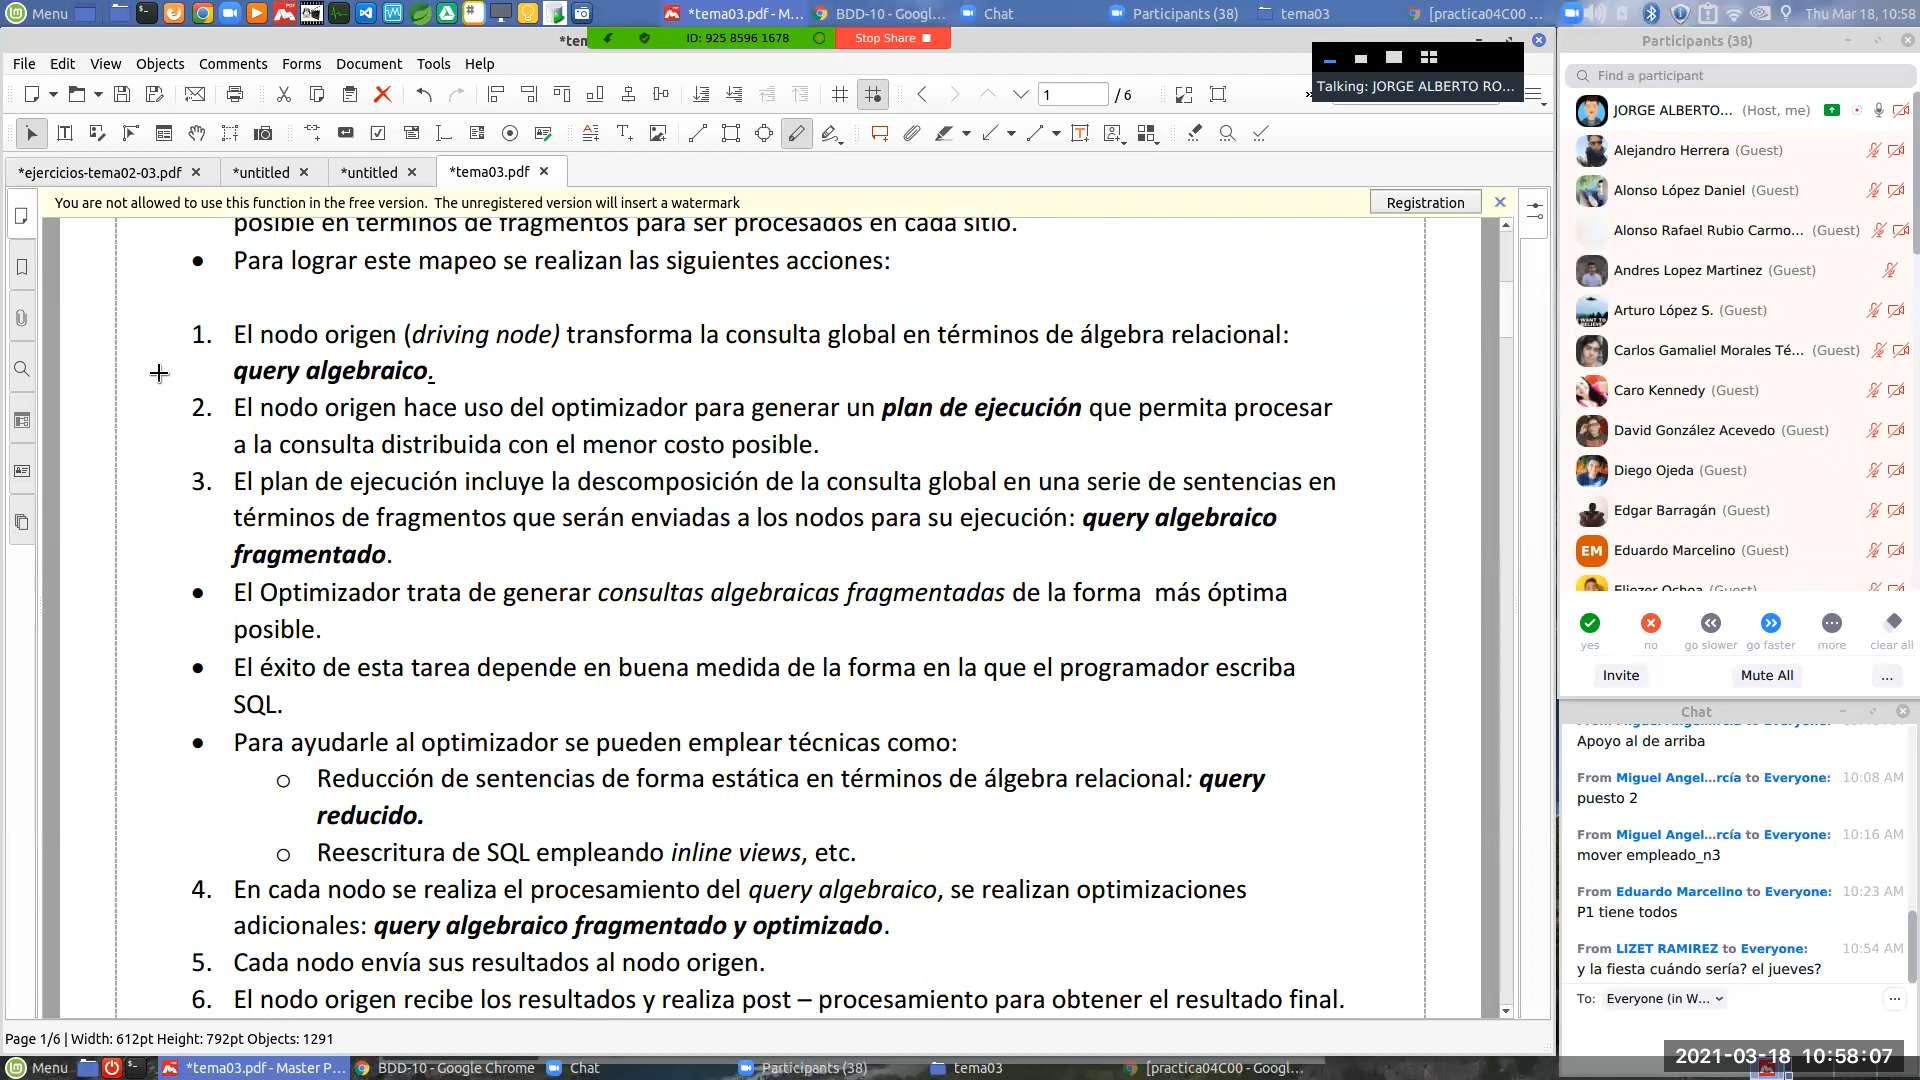 Menu
*tema03.pdf - M...
BDD-10 - Google...
Chat
Participants (38)
tema03
[practica04C00 ...
Thu Mar 18, 10:58
*ten
ID: 925 8596 1678
Stop Share
File Edit View Objects Comments Forms Document Tools Help
Talking: JORGE ALBERTO RO...
1 / 6
*ejercicios-tema02-03.pdf
*untitled
*untitled
*tema03.pdf
You are not allowed to use this function in the free version. The unregistered version will insert a watermark
Registration
posible en términos de fragmentos para ser procesados en cada sitio.
• Para lograr este mapeo se realizan las siguientes acciones:
1. El nodo origen (driving node) transforma la consulta global en términos de álgebra relacional:
query algebraico.
2. El nodo origen hace uso del optimizador para generar un plan de ejecución que permita procesar
a la consulta distribuida con el menor costo posible.
3. El plan de ejecución incluye la descomposición de la consulta global en una serie de sentencias en
términos de fragmentos que serán enviadas a los nodos para su ejecución: query algebraico
fragmentado.
• El Optimizador trata de generar consultas algebraicas fragmentadas de la forma más óptima
posible.
• El éxito de esta tarea depende en buena medida de la forma en la que el programador escriba
SQL.
• Para ayudarle al optimizador se pueden emplear técnicas como:
o Reducción de sentencias de forma estática en términos de álgebra relacional: query
reducido.
o Reescritura de SQL empleando inline views, etc.
4. En cada nodo se realiza el procesamiento del query algebraico, se realizan optimizaciones
adicionales: query algebraico fragmentado y optimizado.
5. Cada nodo envía sus resultados al nodo origen.
6. El nodo origen recibe los resultados y realiza post – procesamiento para obtener el resultado final.
Page 1/6 | Width: 612pt Height: 792pt Objects: 1291
Participants (38)
Find a participant
JORGE ALBERTO... (Host, me)
Alejandro Herrera (Guest)
Alonso López Daniel (Guest)
Alonso Rafael Rubio Carmo... (Guest)
Andres Lopez Martinez (Guest)
Arturo López S. (Guest)
Carlos Gamaliel Morales Té... (Guest)
Caro Kennedy (Guest)
David González Acevedo (Guest)
Diego Ojeda (Guest)
Edgar Barragán (Guest)
EM Eduardo Marcelino (Guest)
Eliezer Ochoa (Guest)
yes no go slower go faster more clear all
Invite Mute All ...
Chat
From Miguel Angel...rcía to Everyone:
Apoyo al de arriba
From Miguel Angel...rcía to Everyone: 10:08 AM
puesto 2
From Miguel Angel...rcía to Everyone: 10:16 AM
mover empleado_n3
From Eduardo Marcelino to Everyone: 10:23 AM
P1 tiene todos
From LIZET RAMIREZ to Everyone: 10:54 AM
y la fiesta cuándo sería? el jueves?
To: Everyone (in W...
2021-03-18 10:58:07
Menu
*tema03.pdf - Master P...
BDD-10 - Google Chrome
Chat
Participants (38)
tema03
[practica04C00 - Googl...